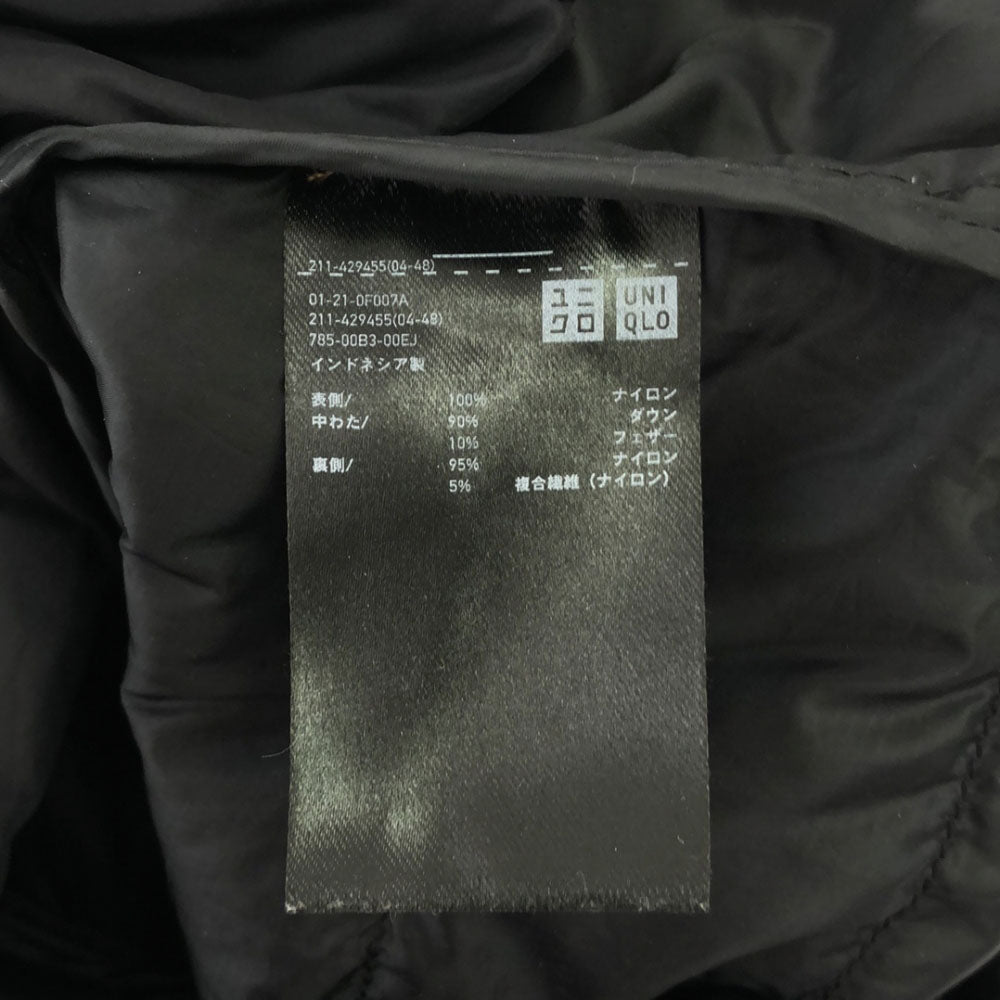 211-429455(04-48)
01-21-0F007A
211-429455(04-48)
785-00B3-00EJ
インドネシア製
ユニ
クロ
UNI
QLO
表側/ 100% ナイロン
中わた/ 90% ダウン
10% フェザー
裏側/ 95% ナイロン
5% 複合繊維(ナイロン)